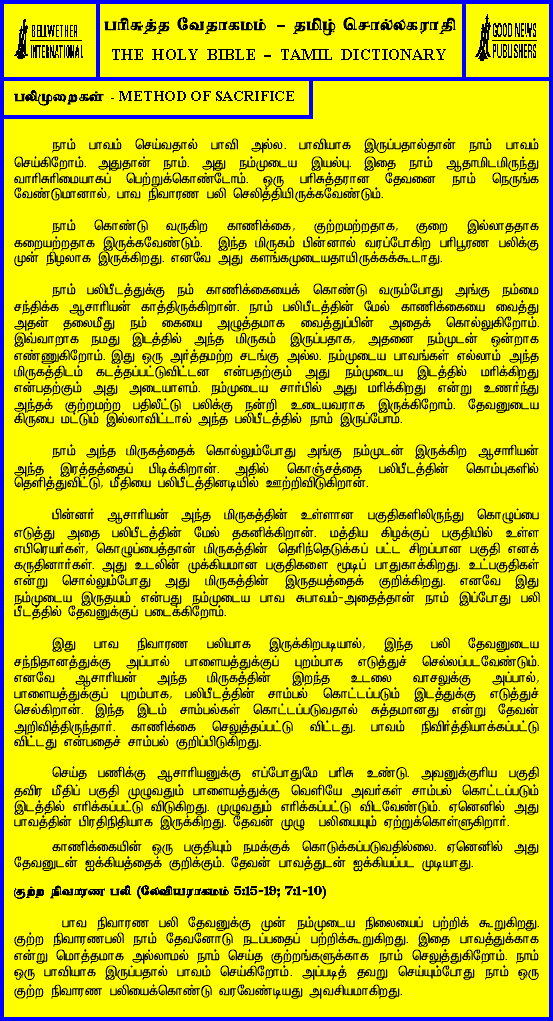 BELLWETHER
INTERNATIONAL
பரிசுத்த வேதாகமம் – தமிழ் சொல்லகராதி
THE HOLY BIBLE – TAMIL DICTIONARY
GOOD NEWS
PUBLISHERS
பலிமுறைகள் - METHOD OF SACRIFICE
நாம் பாவம் செய்வதால் பாவி அல்ல. பாவியாக இருப்பதால்தான் நாம் பாவம்
செய்கிறோம். அதுதான் நாம். அது நம்முடைய இயல்பு. இதை நாம் ஆதாமிடமிருந்து
வாரிசுரிமையாகப் பெற்றுக்கொண்டோம். ஒரு பரிசுத்தரான தேவனை நாம் நெருங்க
வேண்டுமானால், பாவ நிவாரண பலி செலித்தியிருக்கவேண்டும்.
நாம் கொண்டு வருகிற காணிக்கை, குற்றமற்றதாக, குறை இல்லாததாக
கறையற்றதாக இருக்கவேண்டும். இந்த மிருகம் பின்னால் வரப்போகிற பரிபூரண பலிக்கு
முன் நிழலாக இருக்கிறது. எனவே அது களங்கமுடையதாயிருக்கக்கூடாது.
நாம் பலிபீடத்துக்கு நம் காணிக்கையைக் கொண்டு வரும்போது அங்கு நம்மை
சந்திக்க ஆசாரியன் காத்திருக்கிறான். நாம் பலிபீடத்தின் மேல் காணிக்கையை வைத்து
அதன் தலைமீது நம் கையை அழுத்தமாக வைத்துப்பின் அதைக் கொல்லுகிறோம்.
இவ்வாறாக நமது இடத்தில் அந்த மிருகம் இருப்பதாக, அதனை நம்முடன் ஒன்றாக
எண்ணுகிறோம். இது ஒரு அர்த்தமற்ற சடங்கு அல்ல. நம்முடைய பாவங்கள் எல்லாம் அந்த
மிருகத்திடம் கடத்தப்பட்டுவிட்டன என்பதற்கும் அது நம்முடைய இடத்தில் மரிக்கிறது
என்பதற்கும் அது அடையாளம். நம்முடைய சார்பில் அது மரிக்கிறது என்று உணர்ந்து
அந்தக் குற்றமற்ற பதிலீட்டு பலிக்கு நன்றி உடையவராக இருக்கிறோம். தேவனுடைய
கிருபை மட்டும் இல்லாவிட்டால் அந்த பலிபீடத்தில் நாம் இருப்போம்.
நாம் அந்த மிருகத்தைக் கொல்லும்போது அங்கு நம்முடன் இருக்கிற ஆசாரியன்
அந்த இரத்தத்தைப் பிடிக்கிறான். அதில் கொஞ்சத்தை பலிபீடத்தின் கொம்புகளில்
தெளித்துவிட்டு, மீதியை பலிபீடத்தினடியில் ஊற்றிவிடுகிறான்.
பின்னர் ஆசாரியன் அந்த மிருகத்தின் உள்ளான பகுதிகளிலிருந்து கொழுப்பை
எடுத்து அதை பலிபீடத்தின் மேல் தகனிக்கிறான். மத்திய கிழக்குப் பகுதியில் உள்ள
எபிரெயர்கள், கொழுப்பைத்தான் மிருகத்தின் தெரிந்தெடுக்கப் பட்ட சிறப்பான பகுதி எனக்
கருதினார்கள். அது உடலின் முக்கியமான பகுதிகளை மூடிப் பாதுகாக்கிறது. உட்பகுதிகள்
என்று சொல்லும்போது அது மிருகத்தின் இருதயத்தைக் குறிக்கிறது. எனவே இது
நம்முடைய இருதயம் என்பது நம்முடைய பாவ சுபாவம்-அதைத்தான் நாம் இப்போது பலி
பீடத்தில் தேவனுக்குப் படைக்கிறோம்.
இது பாவ நிவாரண பலியாக இருக்கிறபடியால், இந்த பலி தேவனுடைய
சந்நிதானத்துக்கு அப்பால் பாளையத்துக்குப் புறம்பாக எடுத்துச் செல்லப்படவேண்டும்.
எனவே ஆசாரியன் அந்த மிருகத்தின் இறந்த உடலை வாசலுக்கு அப்பால்,
பாளையத்துக்குப் புறம்பாக, பலிபீடத்தின் சாம்பல் கொட்டப்படும் இடத்துக்கு எடுத்துச்
செல்கிறான். இந்த இடம் சாம்பல்கள் கொட்டப்படுவதால் சுத்தமானது என்று தேவன்
அறிவித்திருந்தார். காணிக்கை செலுத்தப்பட்டு விட்டது. பாவம் நிவிர்த்தியாக்கப்பட்டு
விட்டது என்பதைச் சாம்பல் குறிப்பிடுகிறது.
செய்த பணிக்கு ஆசாரியனுக்கு எப்போதுமே பரிசு உண்டு. அவனுக்குரிய பகுதி
தவிர மீதிப் பகுதி முழுவதும் பாளையத்துக்கு வெளியே அவர்கள் சாம்பல் கொட்டப்படும்
இடத்தில் எரிக்கப்பட்டு விடுகிறது. முழுவதும் எரிக்கப்பட்டு விடவேண்டும். ஏனெனில் அது
பாவத்தின் பிரதிநிதியாக இருக்கிறது. தேவன் முழு பலியையும் ஏற்றுக்கொள்ளுகிறார்.
காணிக்கையின் ஒரு பகுதியும் நமக்குக் கொடுக்கப்படுவதில்லை. ஏனெனில் அது
தேவனுடன் ஐக்கியத்தைக் குறிக்கும். தேவன் பாவத்துடன் ஐக்கியப்பட முடியாது.
குற்ற நிவாரண பலி (லேவியராகமம் 5:15-19; 7:1-10)
பாவ நிவாரண பலி தேவனுக்கு முன் நம்முடைய நிலையைப் பற்றிக் கூறுகிறது.
குற்ற நிவாரணபலி நாம் தேவனோடு நடப்பதைப் பற்றிக்கூறுகிறது. இதை பாவத்துக்காக
என்று மொத்தமாக அல்லாமல் நாம் செய்த குற்றங்களுக்காக நாம் செலுத்துகிறோம். நாம்
ஒரு பாவியாக இருப்பதால் பாவம் செய்கிறோம். அப்படித் தவறு செய்யும்போது நாம் ஒரு
குற்ற நிவாரண பலியைக்கொண்டு வரவேண்டியது அவசியமாகிறது.